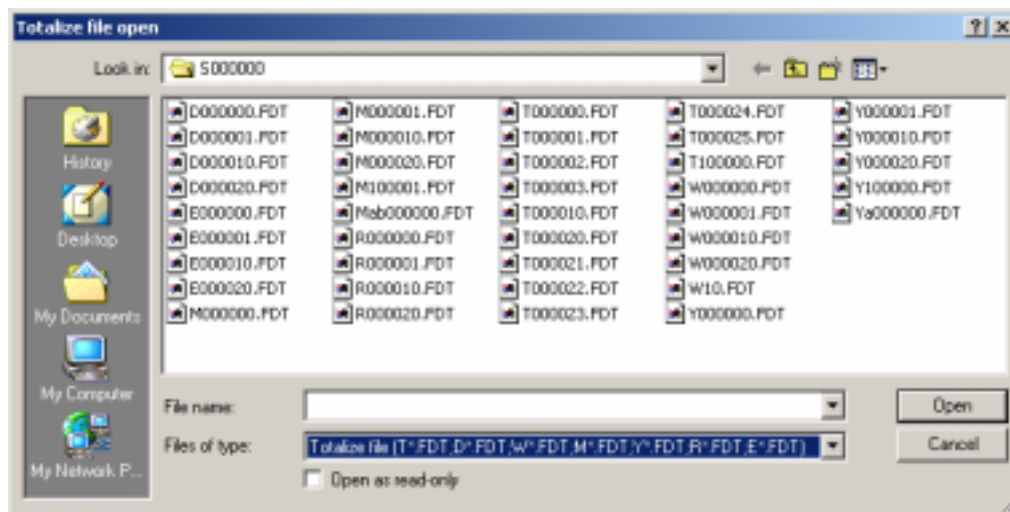 Totalize file open
Look in: S000000
History
Desktop
My Documents
My Computer
My Network P...
D000000.FDT M000001.FDT T000000.FDT T000024.FDT Y000001.FDT
D000001.FDT M000010.FDT T000001.FDT T000025.FDT Y000010.FDT
D000010.FDT M000020.FDT T000002.FDT T100000.FDT Y000020.FDT
D000020.FDT M100001.FDT T000003.FDT W000000.FDT Y100000.FDT
E000000.FDT Mab000000.FDT T000010.FDT W000001.FDT Ya000000.FDT
E000001.FDT R000000.FDT T000020.FDT W000010.FDT
E000010.FDT R000001.FDT T000021.FDT W000020.FDT
E000020.FDT R000010.FDT T000022.FDT W10.FDT
M000000.FDT R000020.FDT T000023.FDT Y000000.FDT
File name: Open
Files of type: Totalize file (T*.FDT,D*.FDT,W*.FDT,M*.FDT,Y*.FDT,R*.FDT,E*.FDT) Cancel
Open as read-only